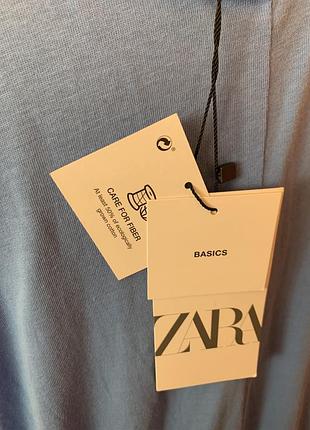 CARE FOR FIBER
At least 50% of ecologically
grown cotton
BASICS
ZARA